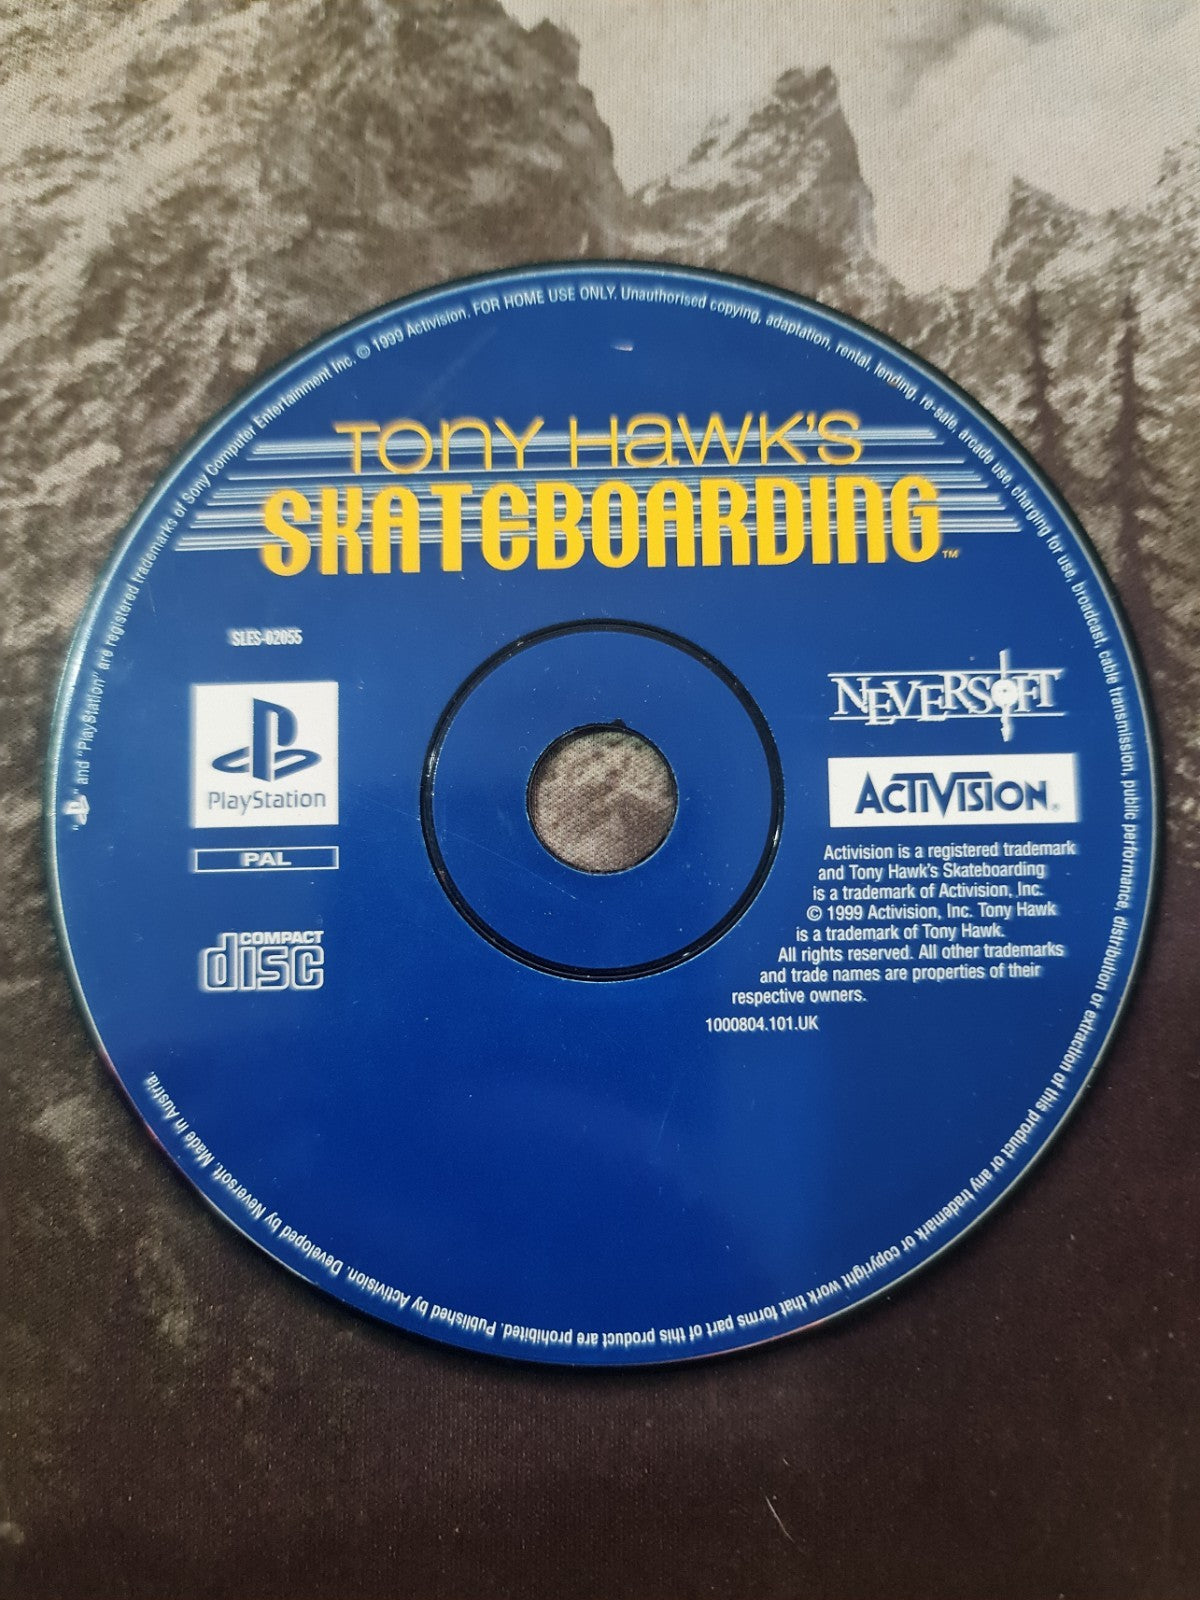 "PS" and "PlayStation" are registered trademarks of Sony Computer Entertainment Inc. © 1999 Activision. FOR HOME USE ONLY. Unauthorised copying, adaptation, rental, lending, re-sale, arcade use, charging for use, broadcast, cable transmission, public performance, distribution or extraction of this product or any trademark or copyright work that forms part of this product are prohibited. Published by Activision. Developed by Neversoft. Made in Austria.
TONY HAWK'S
SKATEBOARDING™
SLES-02055
PlayStation
PAL
COMPACT
disc
NEVERSOFT
ACTIVISION®
Activision is a registered trademark
and Tony Hawk's Skateboarding
is a trademark of Activision, Inc.
© 1999 Activision, Inc. Tony Hawk
is a trademark of Tony Hawk.
All rights reserved. All other trademarks
and trade names are properties of their
respective owners.
1000804.101.UK